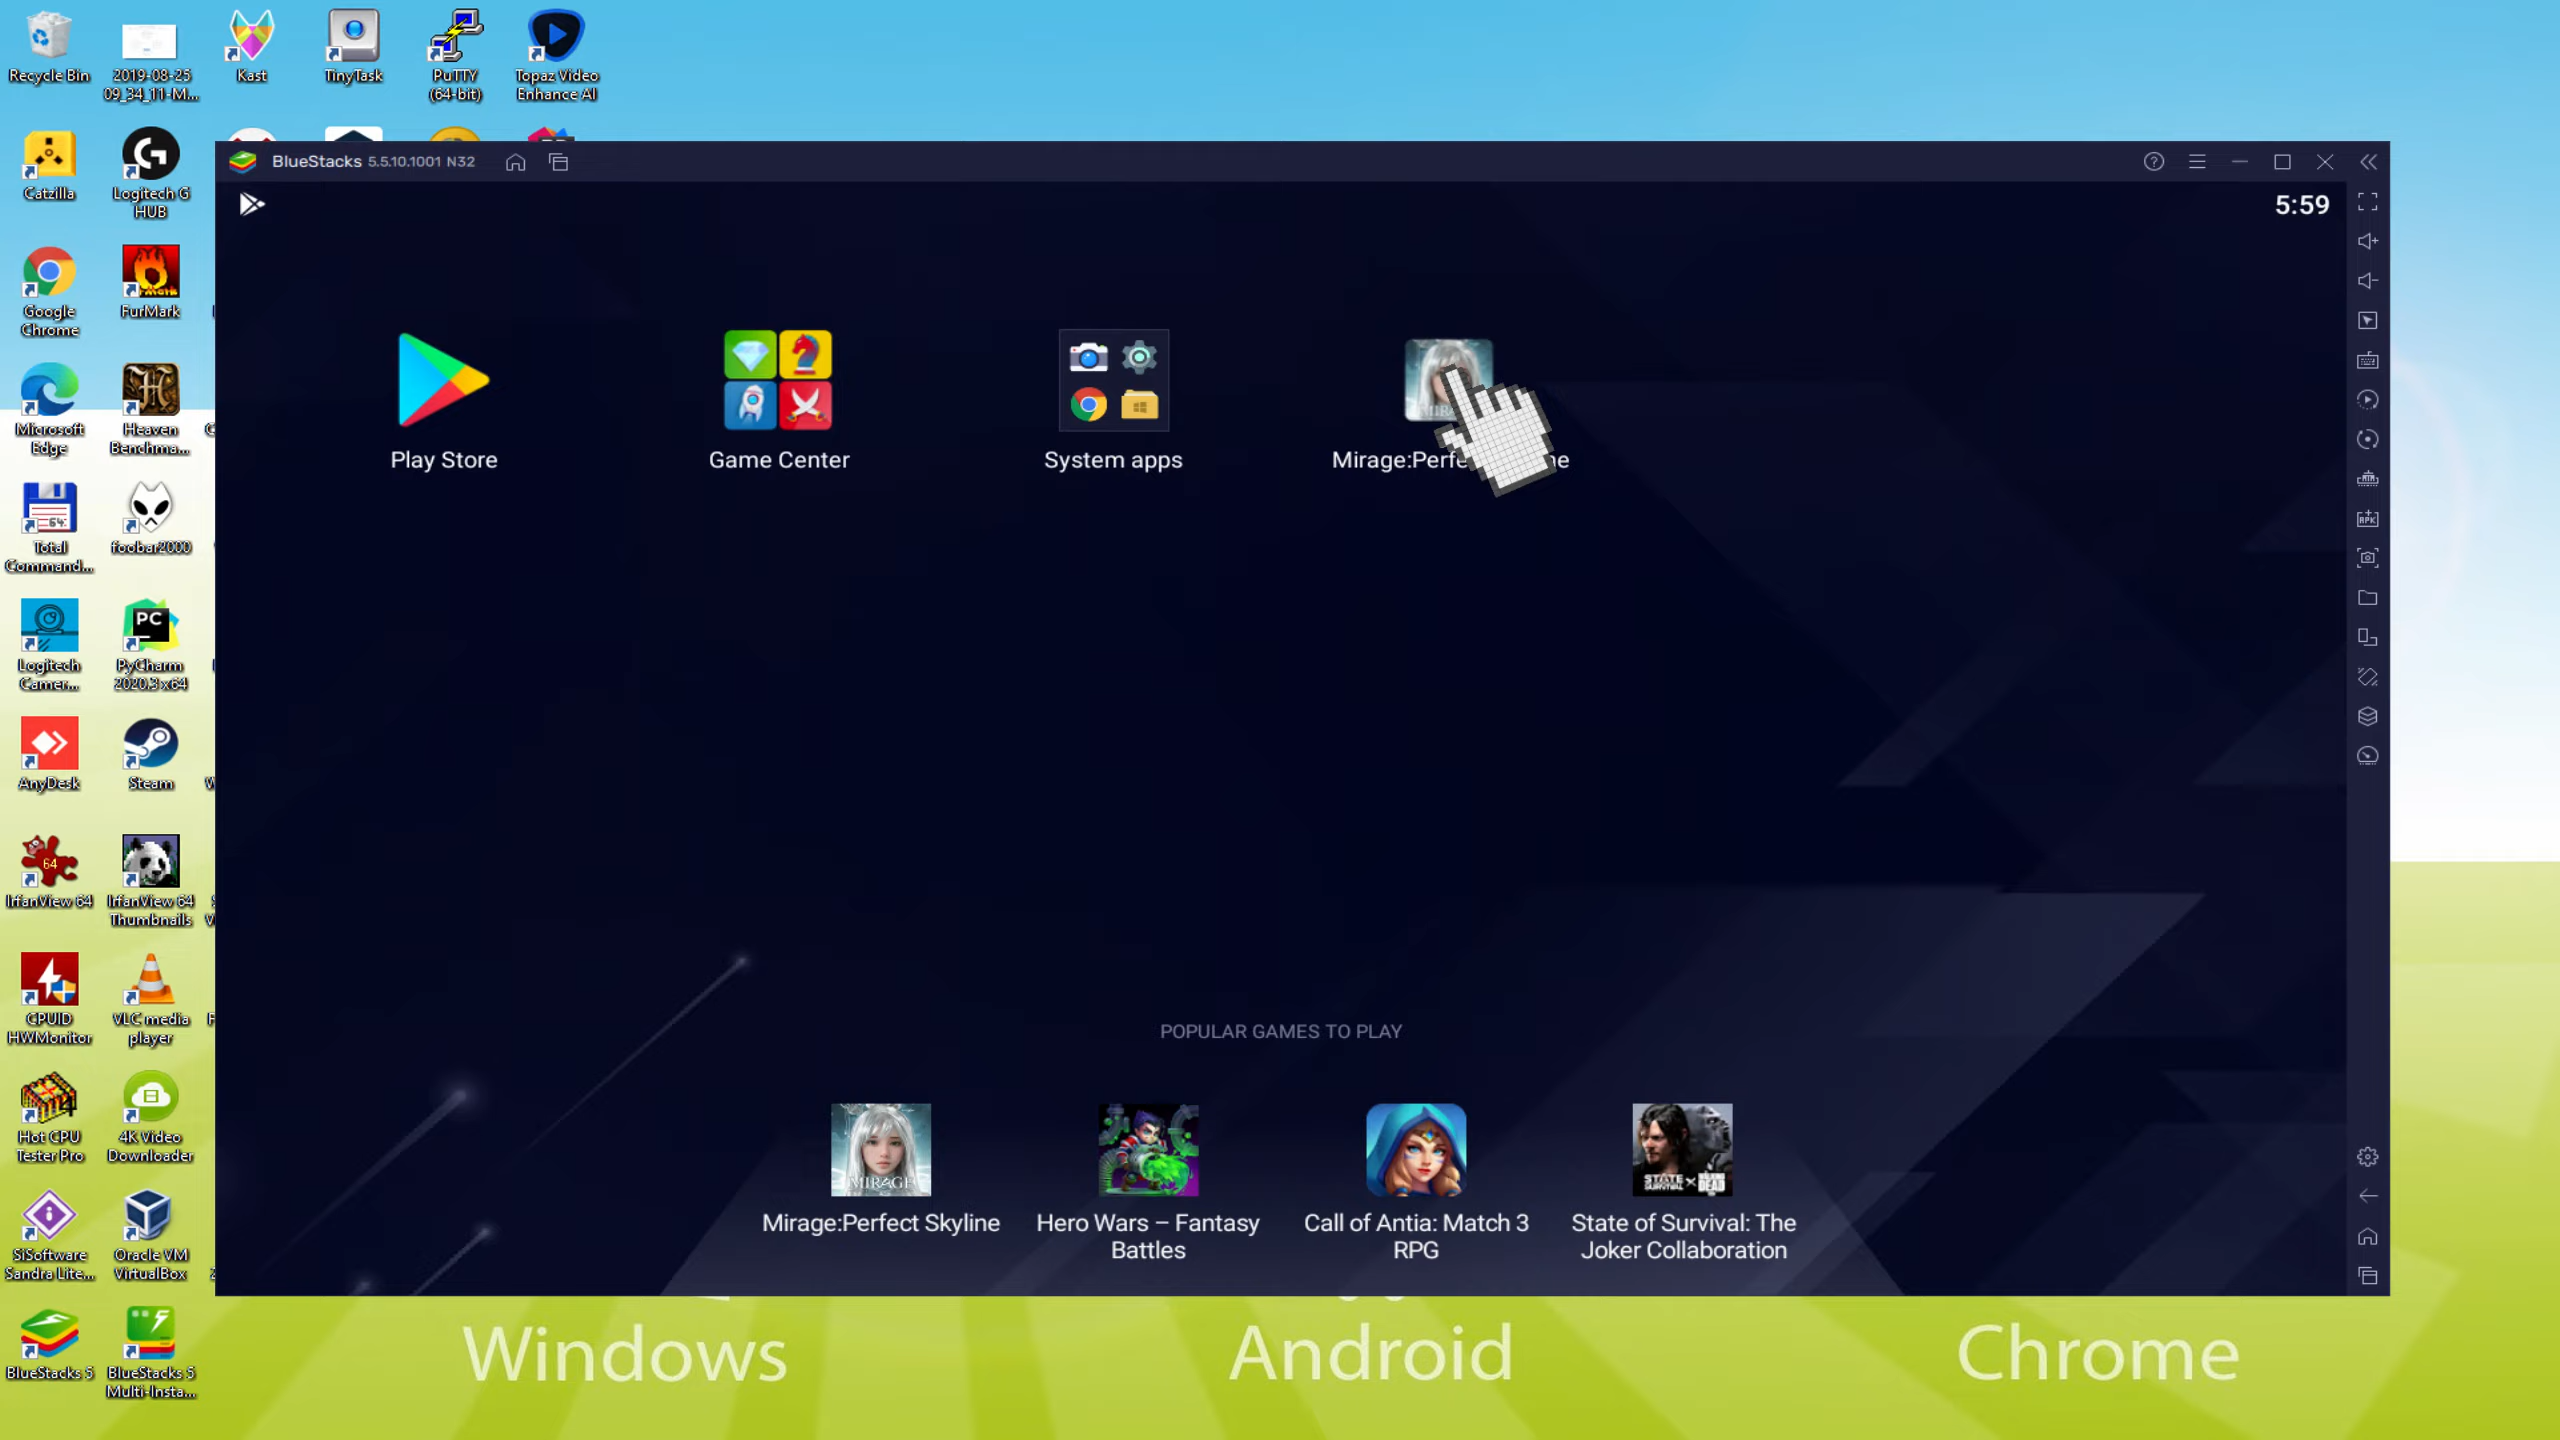 Recycle Bin
2019-08-25
09_34_11-M...
Kast
TinyTask
PuTTY
(64-bit)
Topaz Video
Enhance AI
Catzilla
Logitech G
HUB
Google
Chrome
FurMark
Microsoft
Edge
Heaven
Benchma...
Total
Command...
foobar2000
Logitech
Camer...
PC
PyCharm
2020.3 x64
AnyDesk
Steam
64
IrfanView 64
IrfanView 64
Thumbnails
CPUID
HWMonitor
VLC media
player
Hot CPU
Tester Pro
4K Video
Downloader
SiSoftware
Sandra Lite...
Oracle VM
VirtualBox
BlueStacks 5
BlueStacks 5
Multi-Insta...
BlueStacks 5.5.10.1001 N32
5:59
Play Store
Game Center
System apps
Mirage:Perfe
POPULAR GAMES TO PLAY
MIRAGE
Mirage:Perfect Skyline
Hero Wars – Fantasy
Battles
Call of Antia: Match 3
RPG
State of Survival: The
Joker Collaboration
Windows
Android
Chrome